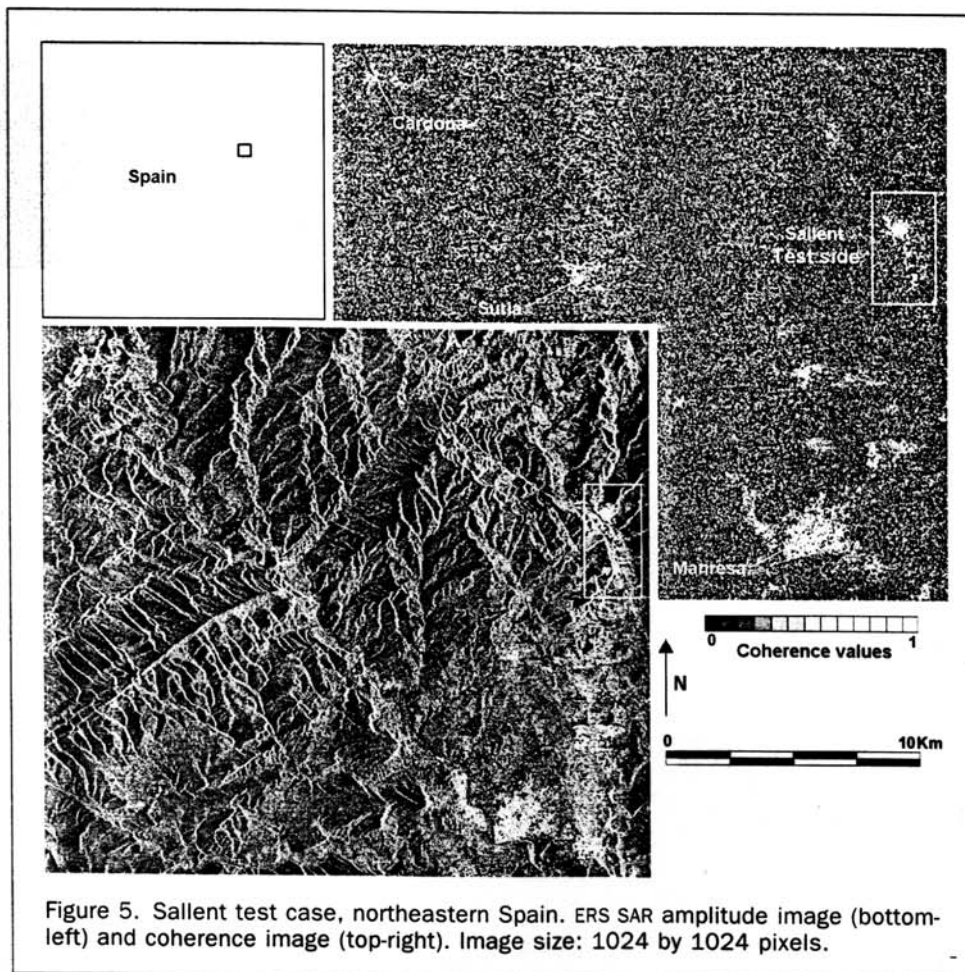 Spain
Cardona
Sallent
Test side
Suria
Manresa
0 1
Coherence values
N
0 10Km
Figure 5. Sallent test case, northeastern Spain. ERS SAR amplitude image (bottom-
left) and coherence image (top-right). Image size: 1024 by 1024 pixels.